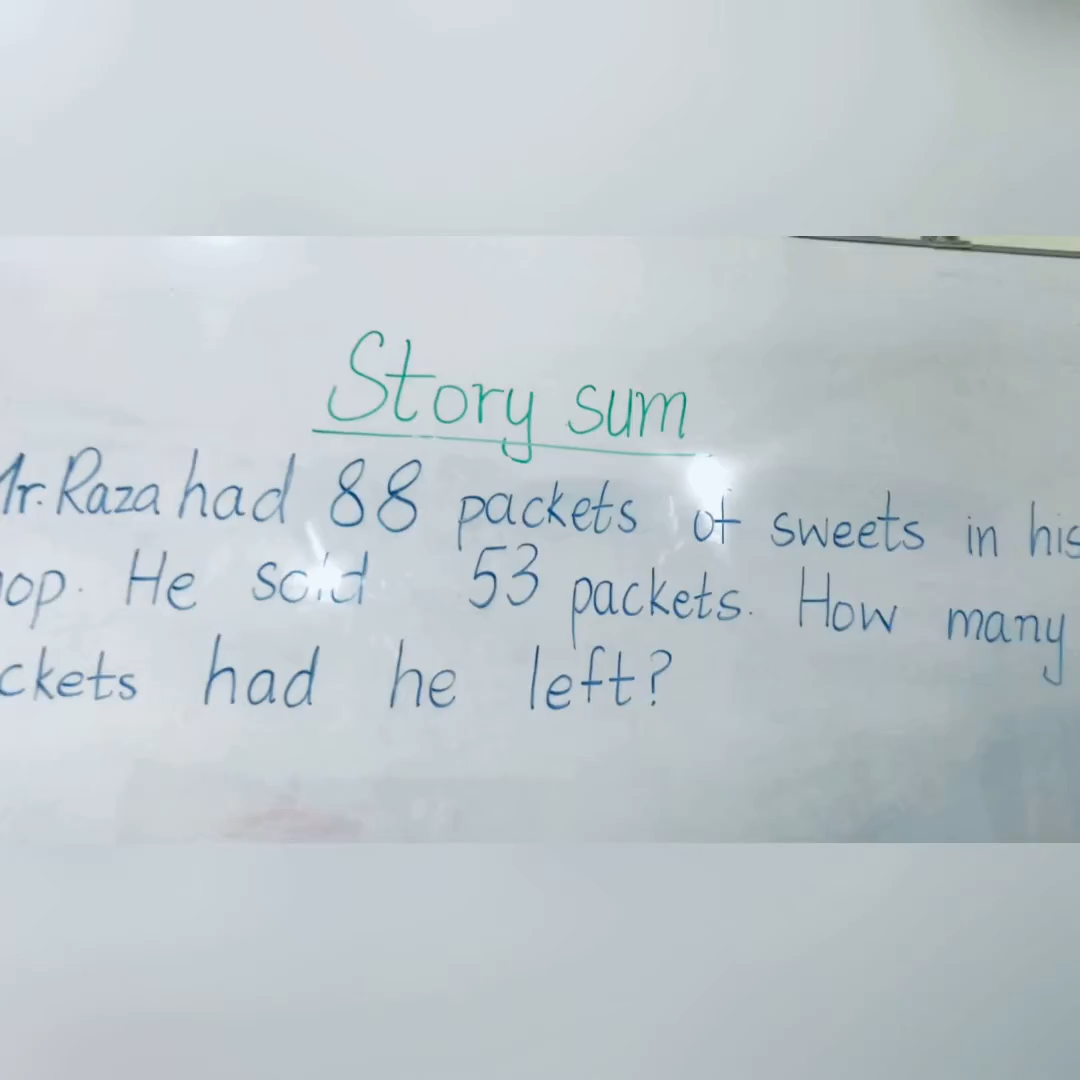 Story sum
Mr. Raza had 88 packets of sweets in his
op. He sold 53 packets. How many
ckets had he left?